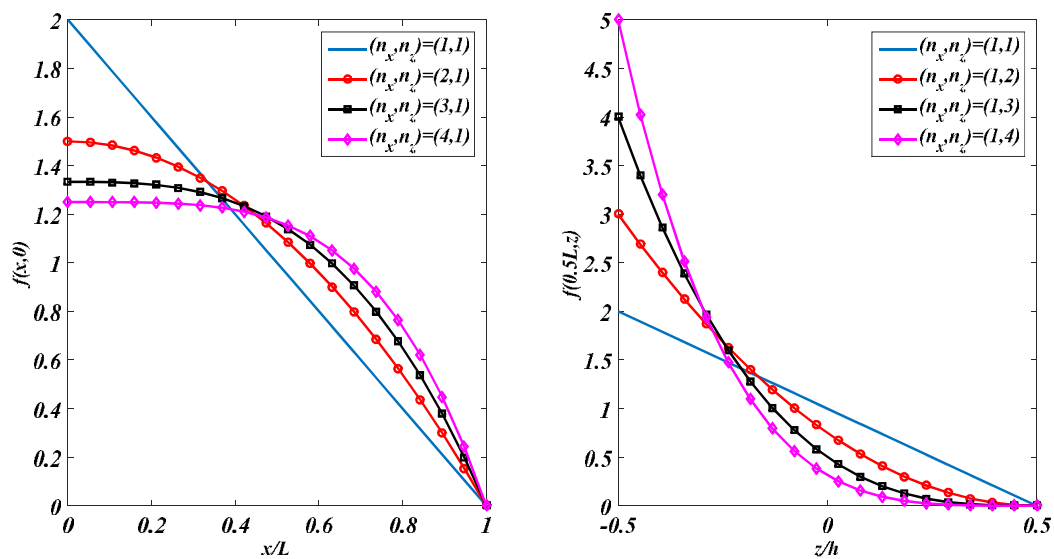 2
1.8
1.6
1.4
1.2
1
0.8
0.6
0.4
0.2
0
f(x,0)
0 0.2 0.4 0.6 0.8 1
x/L
(n_x,n_z)=(1,1)
(n_x,n_z)=(2,1)
(n_x,n_z)=(3,1)
(n_x,n_z)=(4,1)
5
4.5
4
3.5
3
2.5
2
1.5
1
0.5
0
f(0.5L,z)
-0.5 0 0.5
z/h
(n_x,n_z)=(1,1)
(n_x,n_z)=(1,2)
(n_x,n_z)=(1,3)
(n_x,n_z)=(1,4)